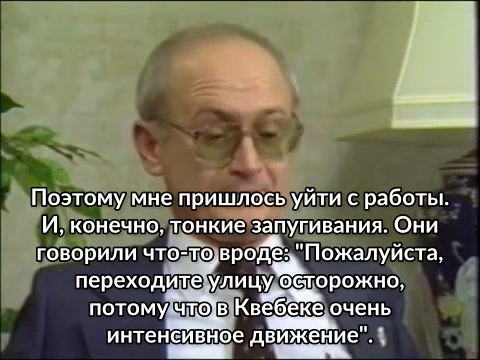 Поэтому мне пришлось уйти с работы.
И, конечно, тонкие запугивания. Они
говорили что-то вроде: "Пожалуйста,
переходите улицу осторожно,
потому что в Квебеке очень
интенсивное движение".